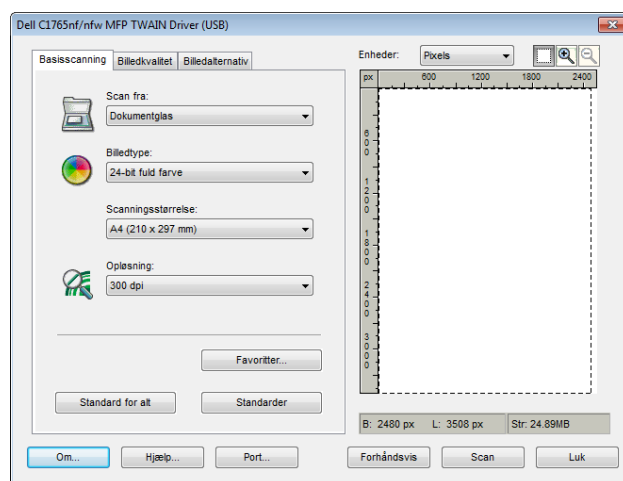 Dell C1765nf/nfw MFP TWAIN Driver (USB)
Basisscanning Billedkvalitet Billedalternativ
Scan fra:
Dokumentglas
Billedtype:
24-bit fuld farve
Scanningsstørrelse:
A4 (210 x 297 mm)
Opløsning:
300 dpi
Favoritter...
Standard for alt Standarder
Enheder: Pixels
px 600 1200 1800 2400
600
1200
1800
2400
3000
B: 2480 px L: 3508 px Str: 24.89MB
Om... Hjælp... Port... Forhåndsvis Scan Luk